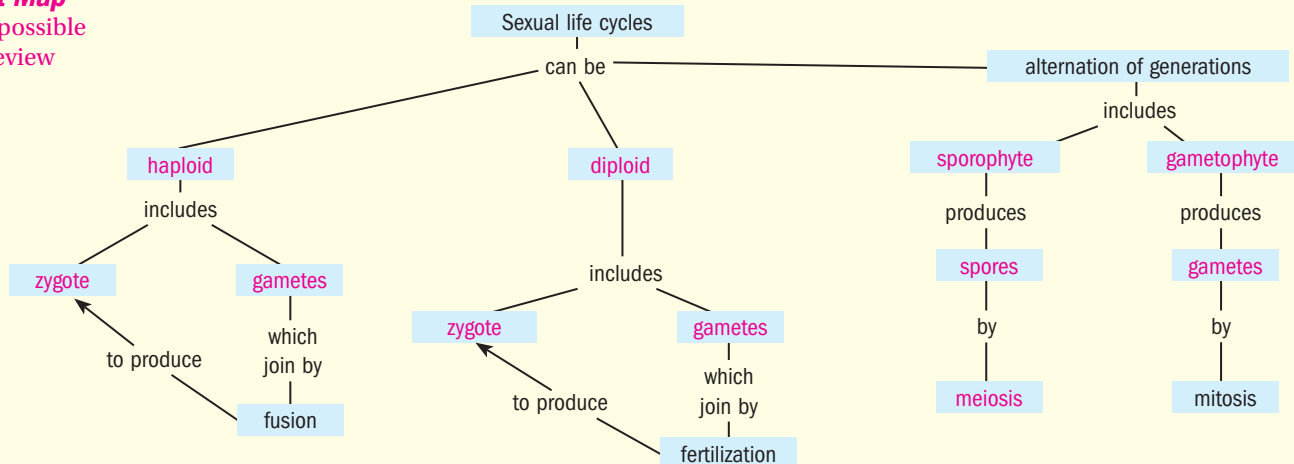 t Map
possible
eview
Sexual life cycles
can be
alternation of generations
includes
haploid
diploid
sporophyte
gametophyte
includes
produces
produces
zygote
gametes
includes
spores
gametes
zygote
gametes
which
join by
to produce
by
by
which
join by
to produce
meiosis
mitosis
fusion
fertilization